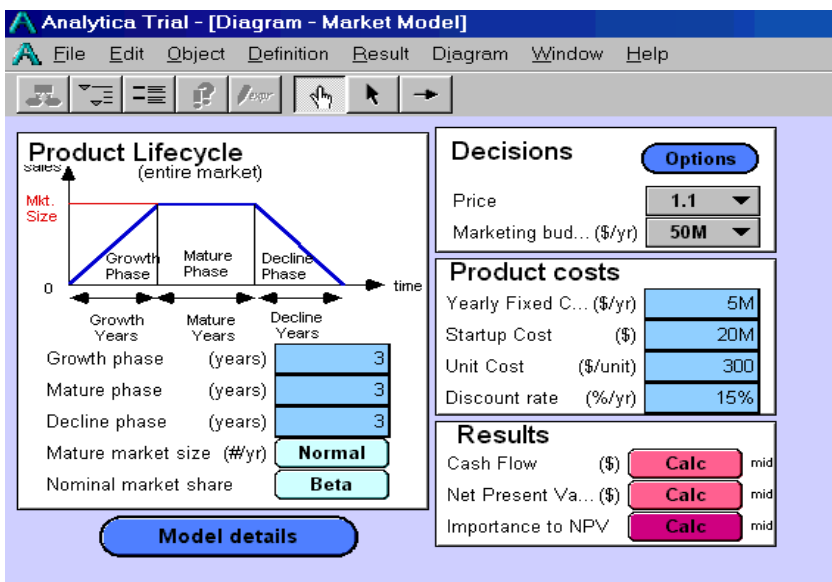 Analytica Trial - [Diagram - Market Model]
File Edit Object Definition Result Diagram Window Help
expr
Product Lifecycle
sales
(entire market)
Mkt.
Size
Growth
Phase
Mature
Phase
Decline
Phase
0
time
Growth
Years
Mature
Years
Decline
Years
Growth phase (years) 3
Mature phase (years) 3
Decline phase (years) 3
Mature market size (#/yr) Normal
Nominal market share Beta
Model details
Decisions Options
Price 1.1
Marketing bud... ($/yr) 50M
Product costs
Yearly Fixed C... ($/yr) 5M
Startup Cost ($) 20M
Unit Cost ($/unit) 300
Discount rate (%/yr) 15%
Results
Cash Flow ($) Calc mid
Net Present Va... ($) Calc mid
Importance to NPV Calc mid